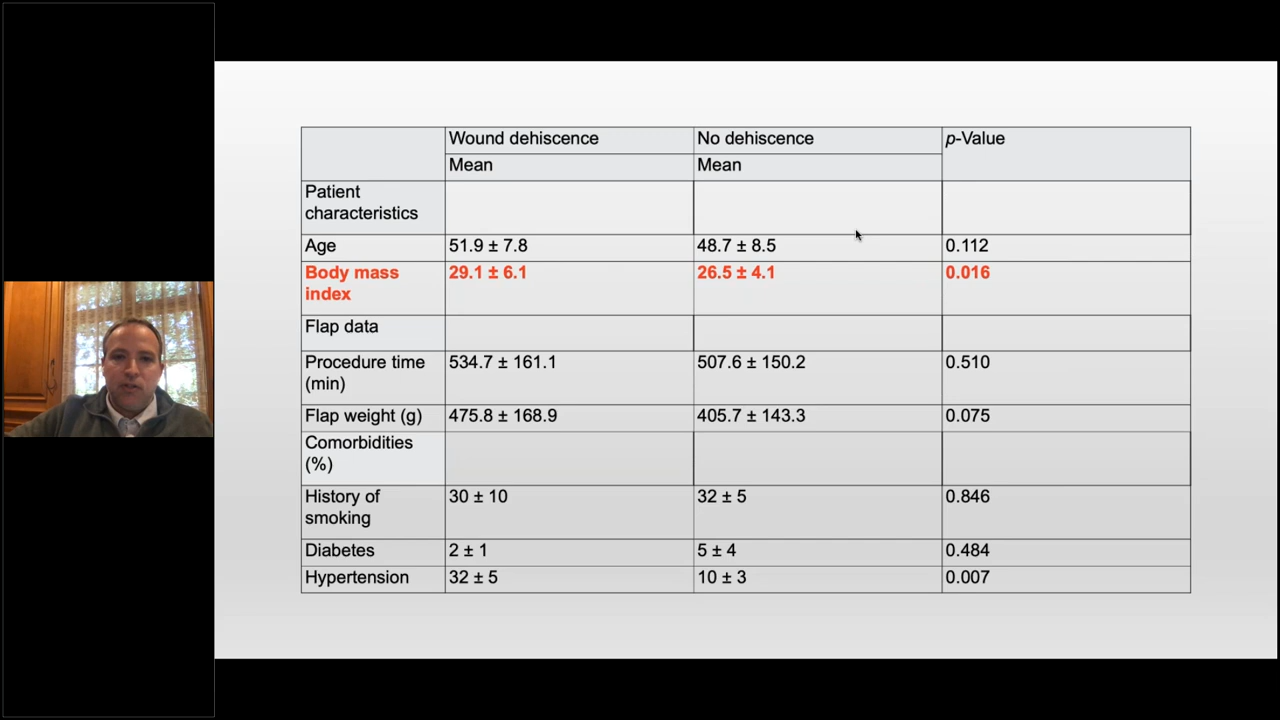 Wound dehiscence No dehiscence p-Value
Mean Mean
Patient
characteristics
Age 51.9 ± 7.8 48.7 ± 8.5 0.112
Body mass 29.1 ± 6.1 26.5 ± 4.1 0.016
index
Flap data
Procedure time 534.7 ± 161.1 507.6 ± 150.2 0.510
(min)
Flap weight (g) 475.8 ± 168.9 405.7 ± 143.3 0.075
Comorbidities
(%)
History of 30 ± 10 32 ± 5 0.846
smoking
Diabetes 2 ± 1 5 ± 4 0.484
Hypertension 32 ± 5 10 ± 3 0.007